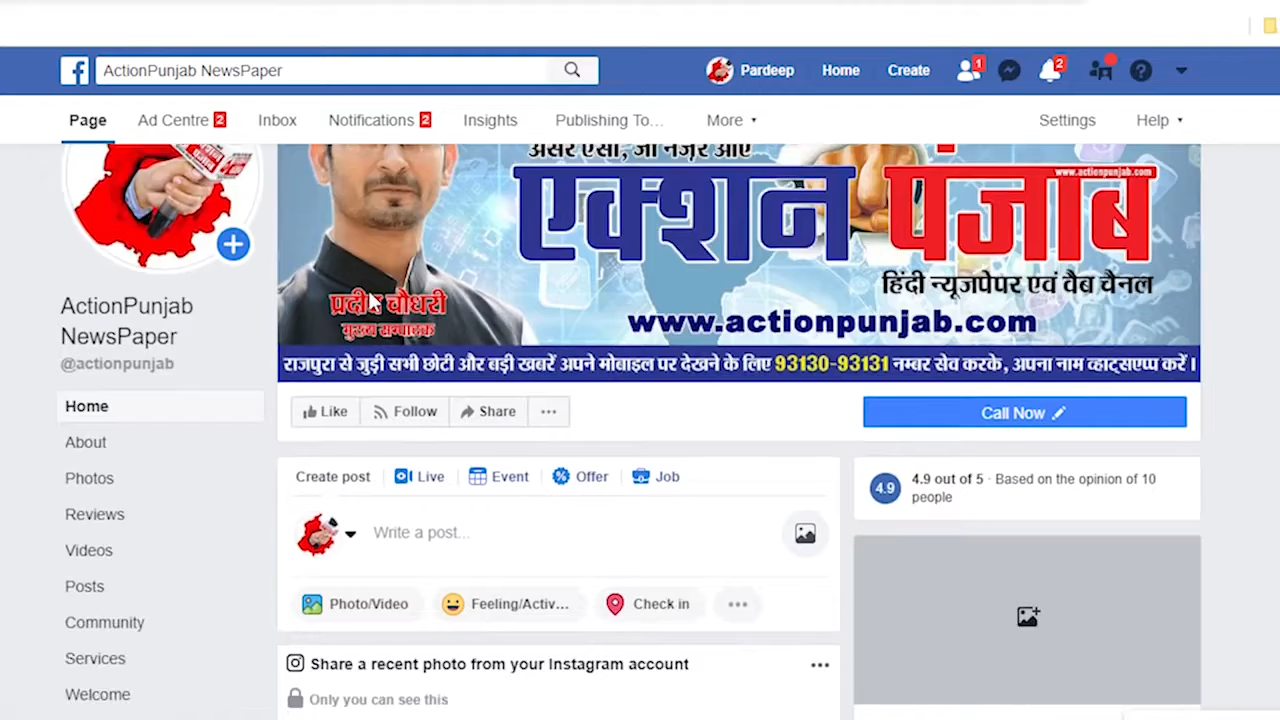 ActionPunjab NewsPaper
Pardeep Home Create 1 2
Page Ad Centre 2 Inbox Notifications 2 Insights Publishing To... More Settings Help
असर ऐसा, जो नज़र आए
www.actionpunjab.com
एक्शन पंजाब
हिंदी न्यूजपेपर एवं वैब चैनल
प्रदीप चौधरी
मुख्य सम्पादक
www.actionpunjab.com
राजपुरा से जुड़ी सभी छोटी और बड़ी खबरें अपने मोबाइल पर देखने के लिए 93130-93131 नम्बर सेव करके, अपना नाम व्हाट्सएप्प करें।
ActionPunjab
NewsPaper
@actionpunjab
Home
About
Photos
Reviews
Videos
Posts
Community
Services
Welcome
Like Follow Share
Call Now
Create post Live Event Offer Job
Write a post...
Photo/Video Feeling/Activ... Check in
4.9 4.9 out of 5 · Based on the opinion of 10
people
Share a recent photo from your Instagram account
Only you can see this